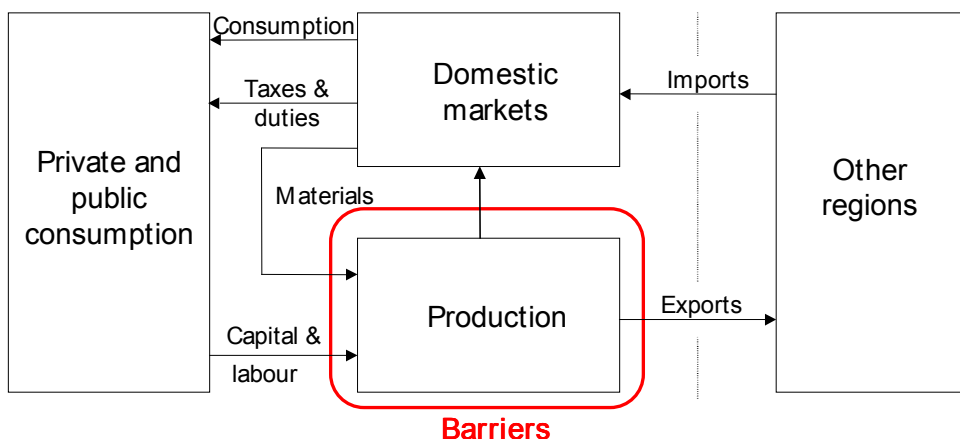 Consumption
Taxes &
duties
Private and
public
consumption
Domestic
markets
Imports
Other
regions
Materials
Production
Exports
Capital &
labour
Barriers